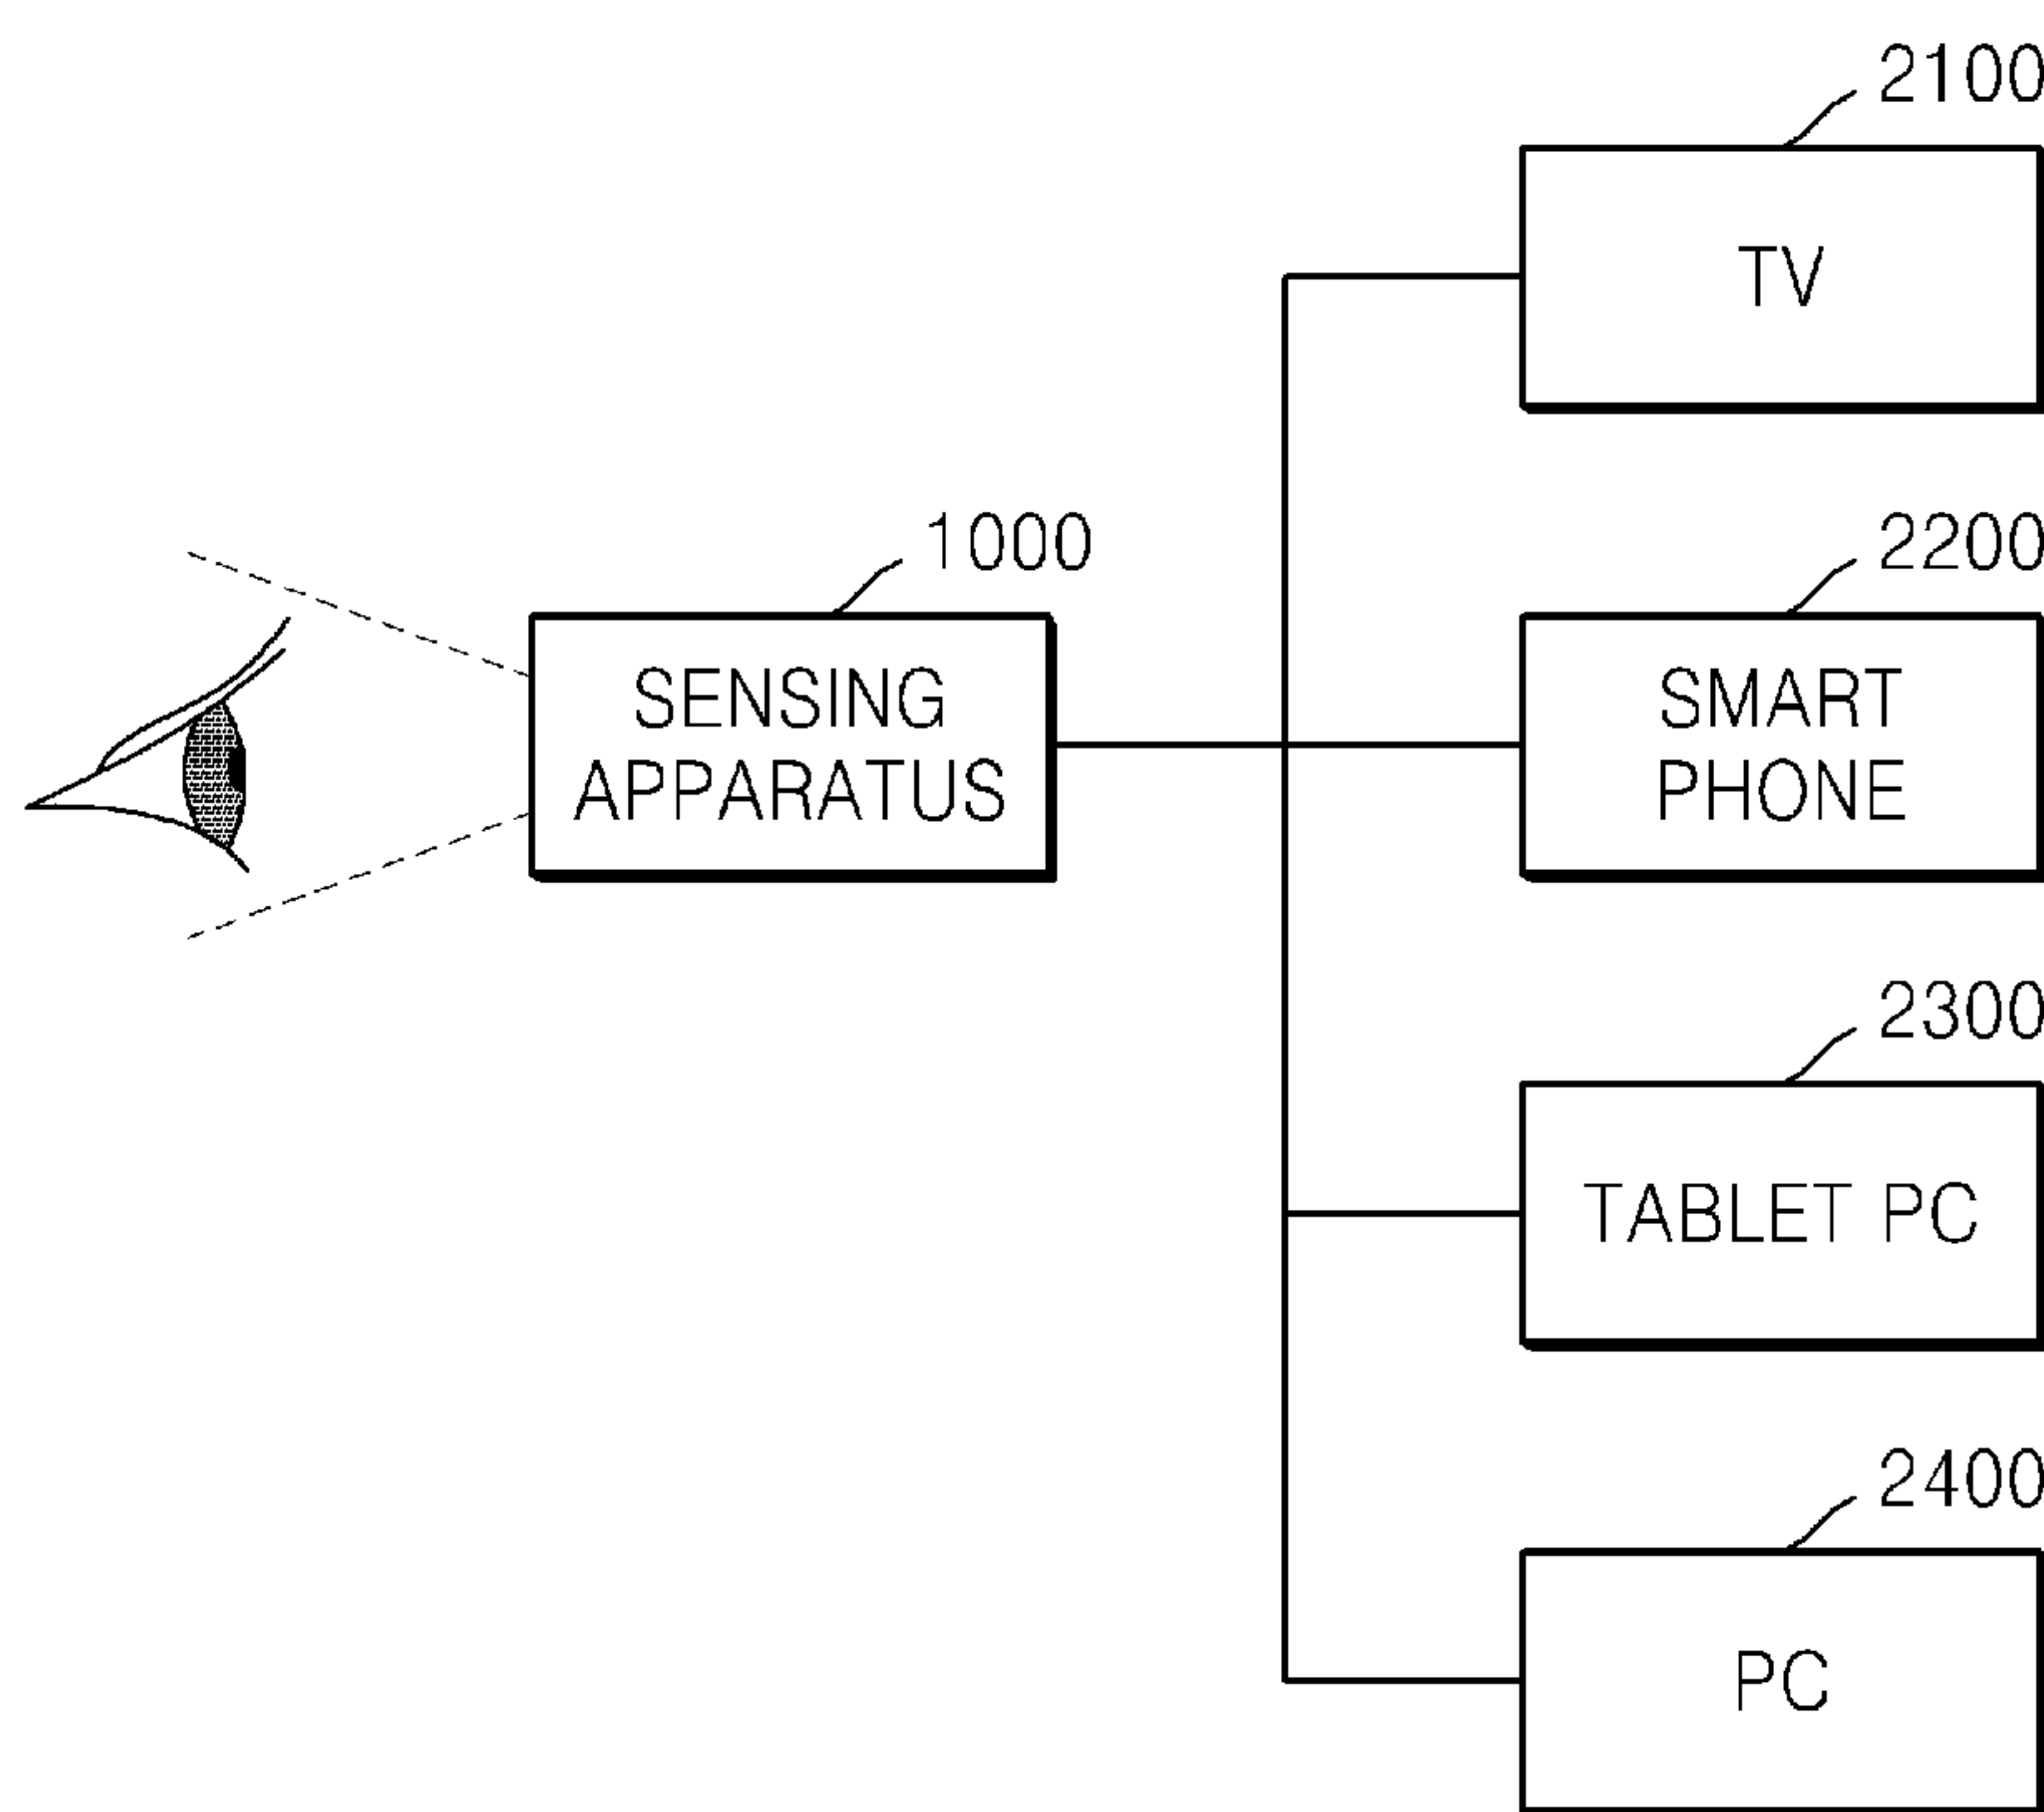 2100
TV
1000
2200
SENSING
APPARATUS
SMART
PHONE
2300
TABLET PC
2400
PC